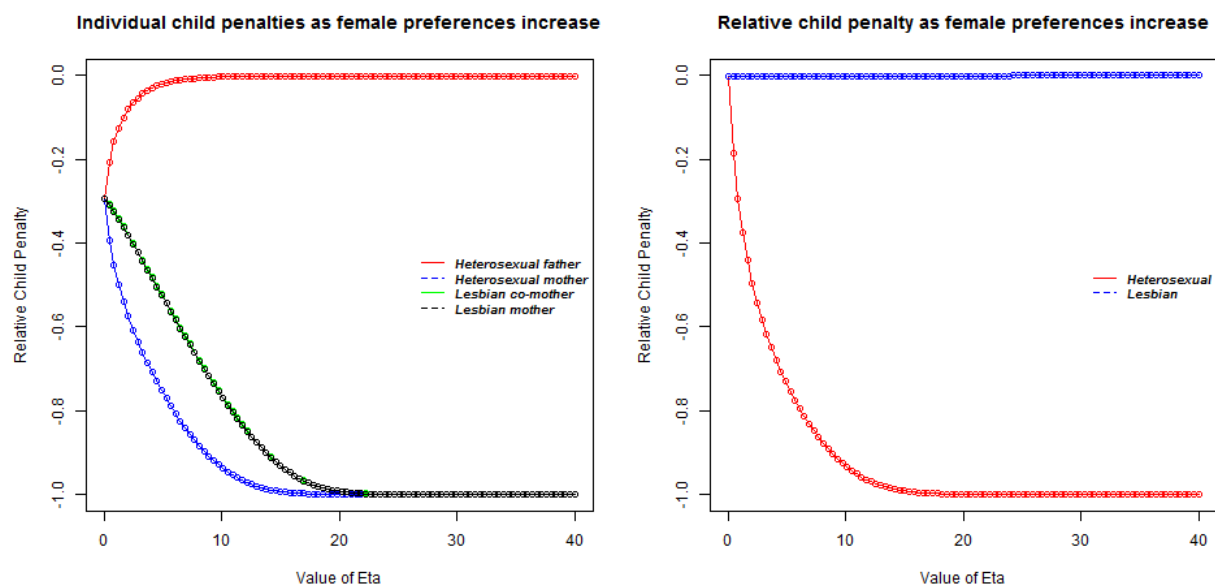 Individual child penalties as female preferences increase
Relative Child Penalty
0.0
-0.2
-0.4
-0.6
-0.8
-1.0
Heterosexual father
Heterosexual mother
Lesbian co-mother
Lesbian mother
0 10 20 30 40
Value of Eta
Relative child penalty as female preferences increase
Relative Child Penalty
0.0
-0.2
-0.4
-0.6
-0.8
-1.0
Heterosexual
Lesbian
0 10 20 30 40
Value of Eta